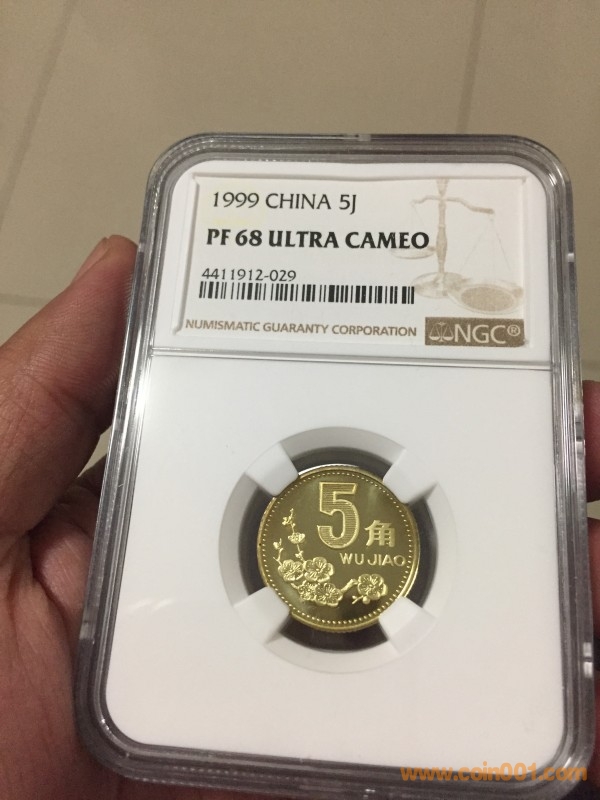 1999 CHINA 5J
PF 68 ULTRA CAMEO
4411912-029
NUMISMATIC GUARANTY CORPORATION
NGC®
5角
WU JIAO
www.coin001.com